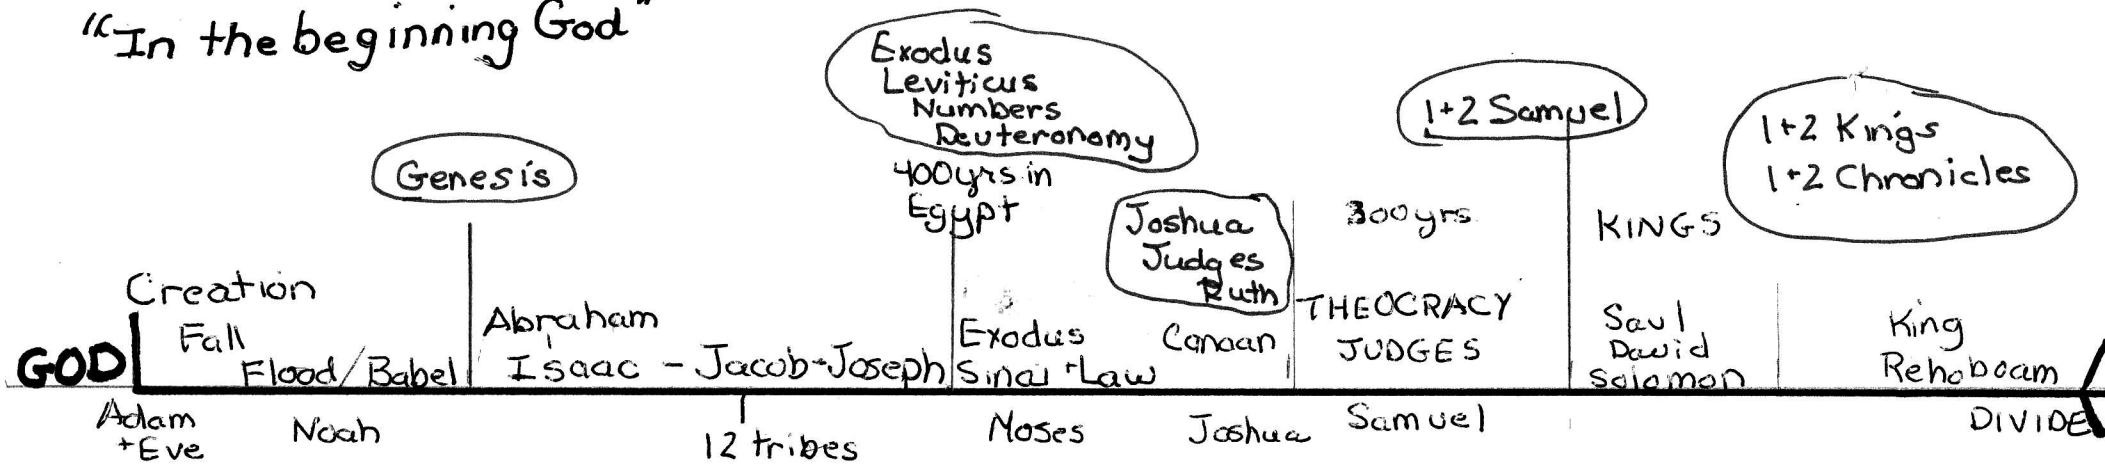 "In the beginning God"
Exodus
Leviticus
Numbers
Deuteronomy
1+2 Samuel
1+2 Kings
1+2 Chronicles
Genesis
400yrs in
Egypt
Joshua
Judges
Ruth
300yrs
KINGS
Creation
Fall
Flood/Babel
Abraham
Isaac - Jacob-Joseph
Exodus
Sinai +Law
Canaan
THEOCRACY
JUDGES
Saul
David
Solomon
King
Rehoboam
GOD
Adam
+Eve
Noah
12 tribes
Moses
Joshua
Samuel
DIVIDE